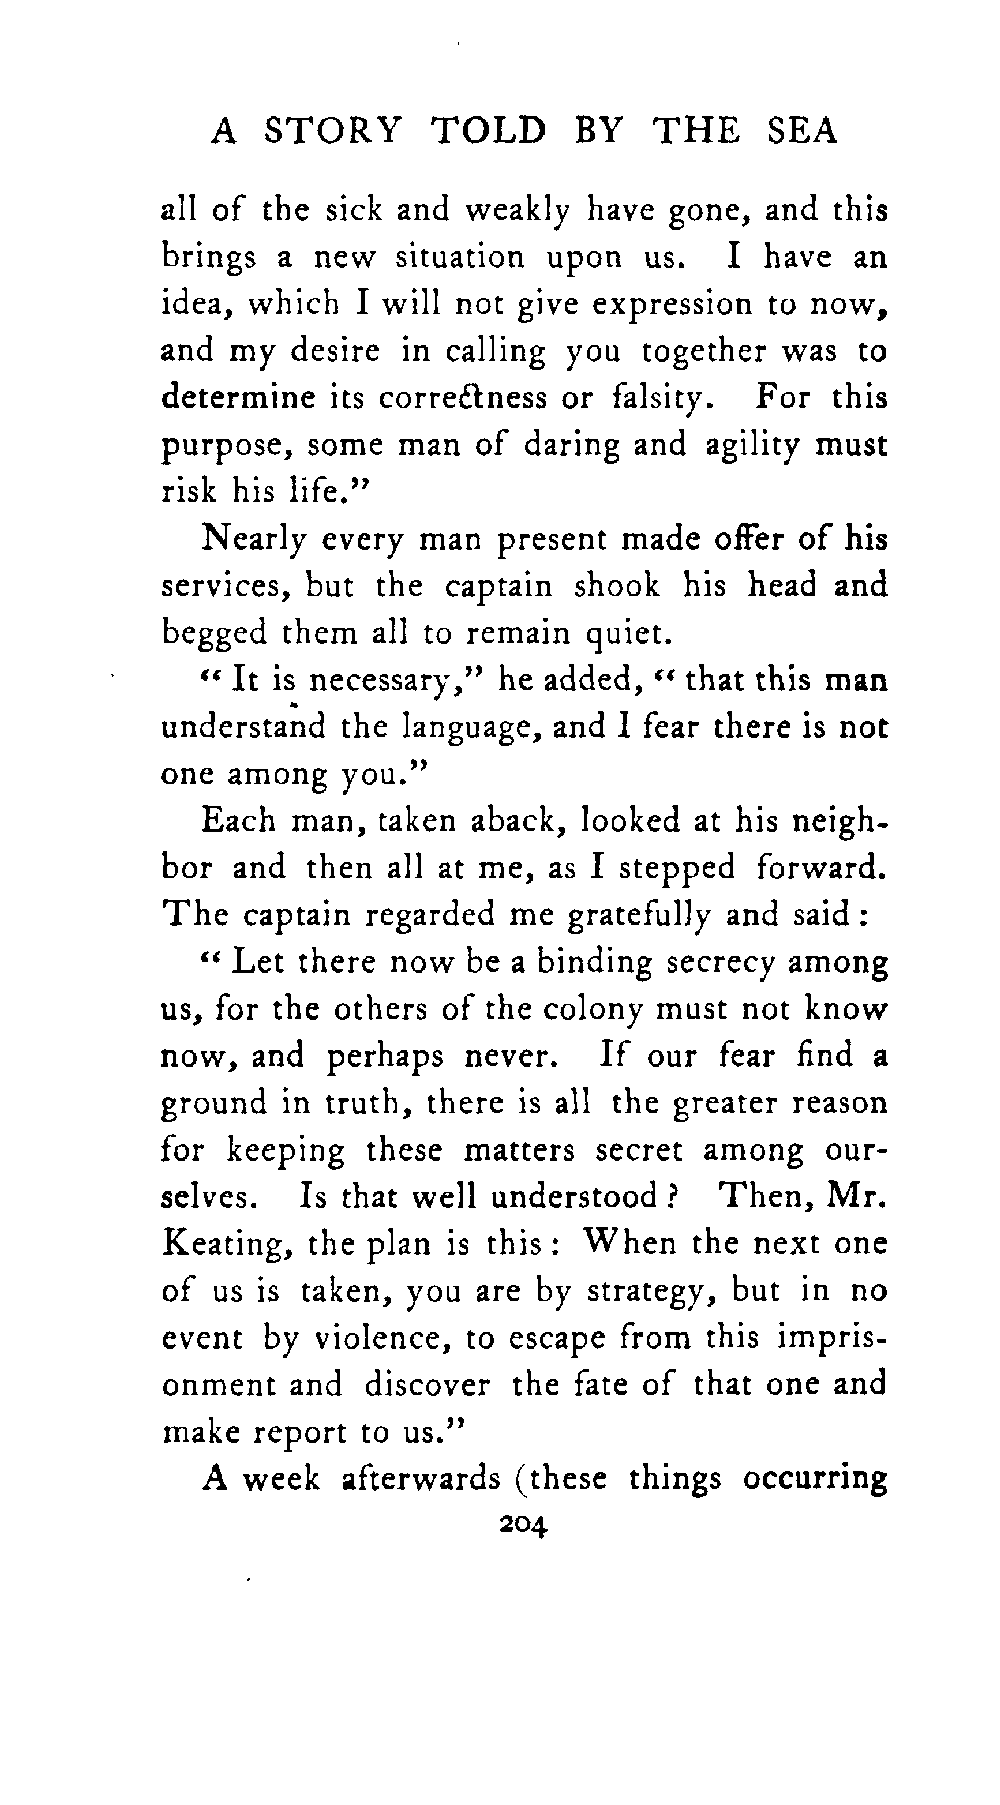 A STORY TOLD BY THE SEA
all of the sick and weakly have gone, and this
brings a new situation upon us. I have an
idea, which I will not give expression to now,
and my desire in calling you together was to
determine its correctness or falsity. For this
purpose, some man of daring and agility must
risk his life.”
Nearly every man present made offer of his
services, but the captain shook his head and
begged them all to remain quiet.
“ It is necessary,” he added, “ that this man
understand the language, and I fear there is not
one among you.”
Each man, taken aback, looked at his neigh-
bor and then all at me, as I stepped forward.
The captain regarded me gratefully and said :
“ Let there now be a binding secrecy among
us, for the others of the colony must not know
now, and perhaps never. If our fear find a
ground in truth, there is all the greater reason
for keeping these matters secret among our-
selves. Is that well understood ? Then, Mr.
Keating, the plan is this : When the next one
of us is taken, you are by strategy, but in no
event by violence, to escape from this impris-
onment and discover the fate of that one and
make report to us.”
A week afterwards (these things occurring
204